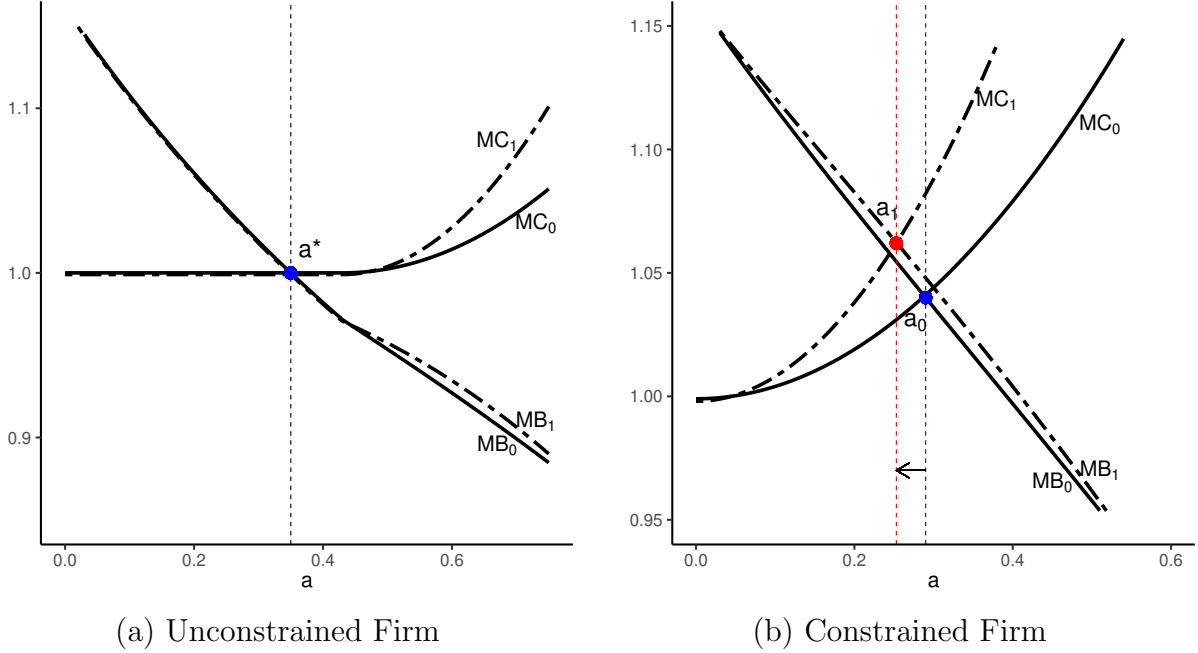 1.1
1.0
0.9
MC₁
MC₀
a*
MB₁
MB₀
0.0 0.2 0.4 0.6
a
(a) Unconstrained Firm
1.15
1.10
1.05
1.00
0.95
MC₁
MC₀
a₁
a₀
MB₀
MB₁
0.0 0.2 0.4 0.6
a
(b) Constrained Firm